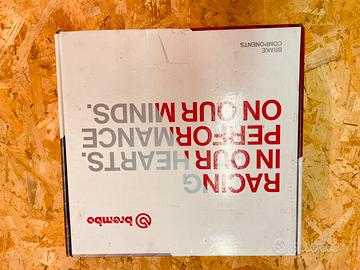 brembo
RACING
IN OUR HEARTS.
PERFORMANCE
ON OUR MINDS.
BRAKE
COMPONENTS